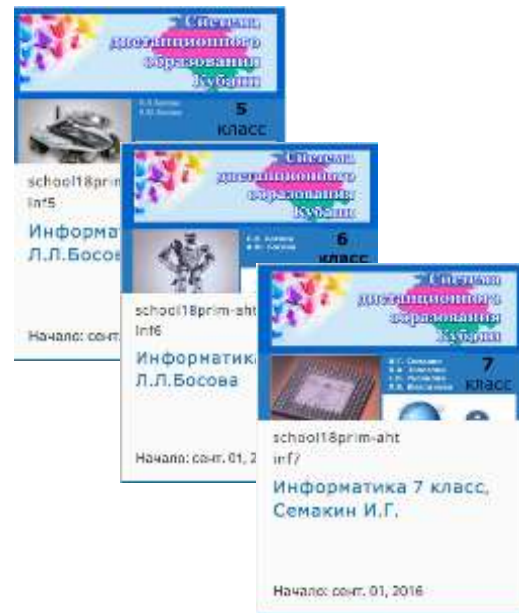 Система
дистанционного
образования
Кубани
5
класс
school18prim
Inf5
Информа
Л.Л.Босов
Начало: сент.
Система
дистанционного
образования
Кубани
6
класс
school18prim-aht
Inf6
Информатика
Л.Л.Босова
Начало: сент. 01, 2
Система
дистанционного
образования
Кубани
7
класс
school18prim-aht
inf7
Информатика 7 класс,
Семакин И.Г.
Начало: сент. 01, 2016